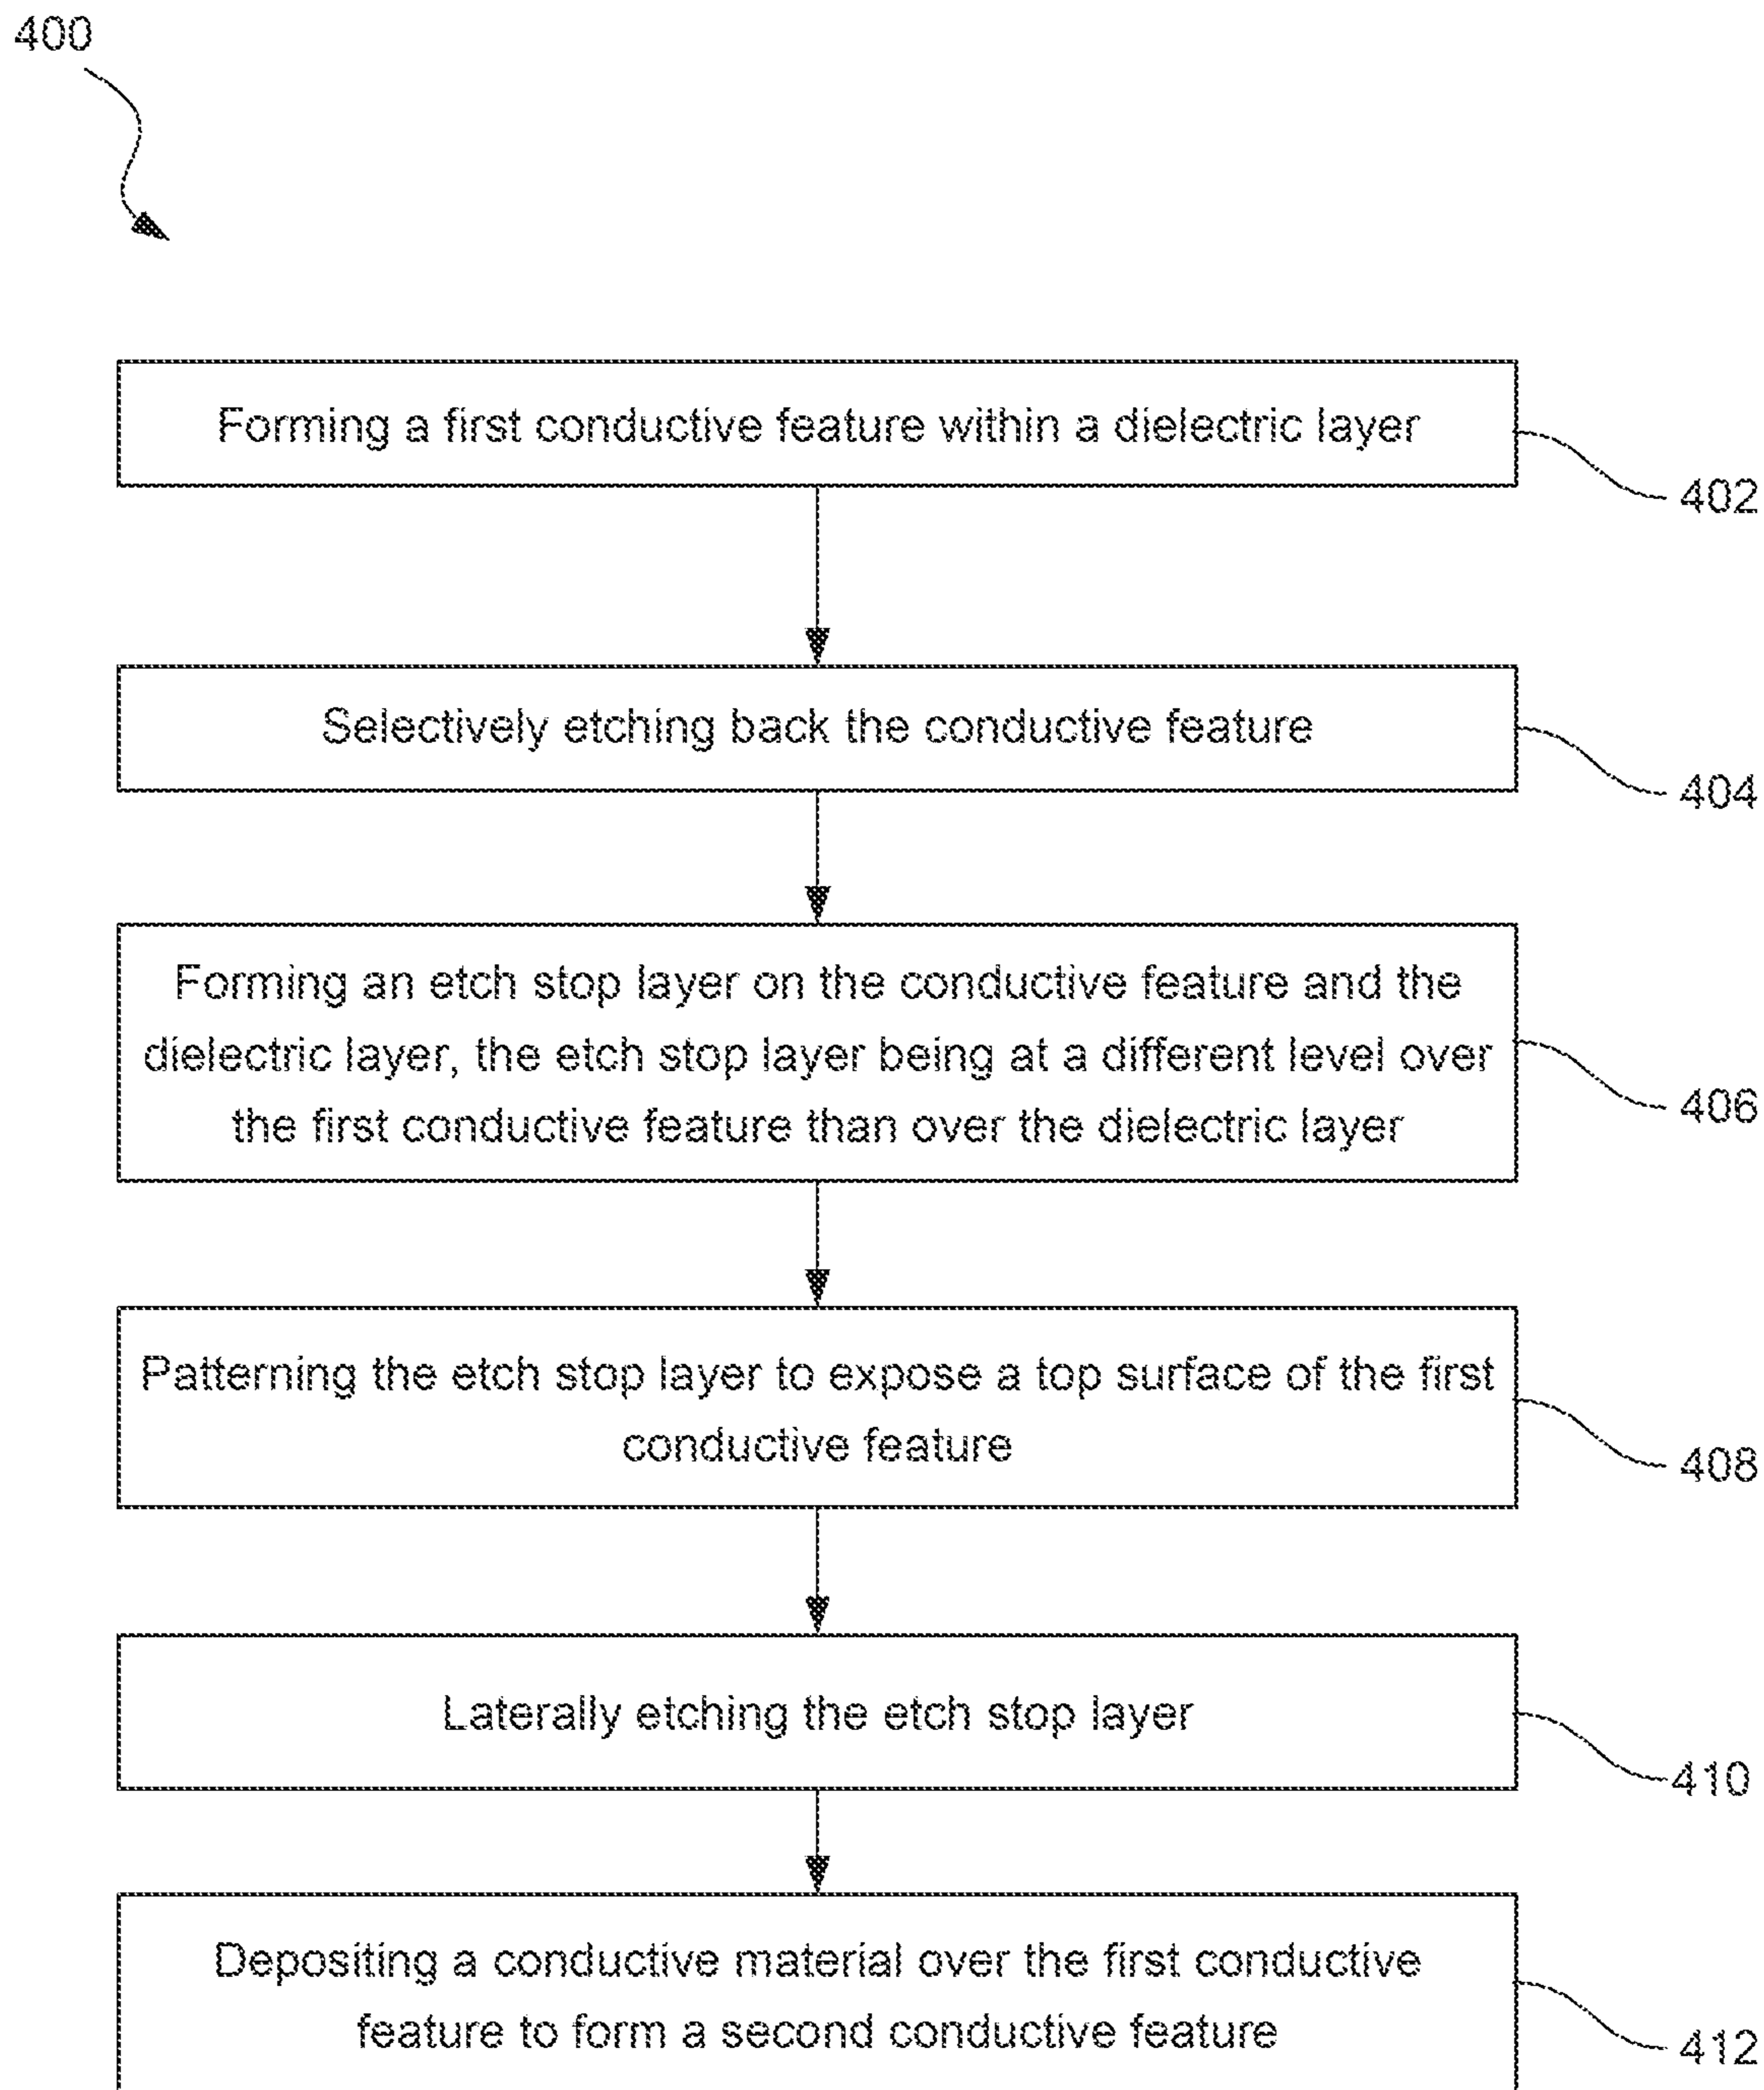 400
Forming a first conductive feature within a dielectric layer
402
Selectively etching back the conductive feature
404
Forming an etch stop layer on the conductive feature and the
dielectric layer, the etch stop layer being at a different level over
the first conductive feature than over the dielectric layer
406
Patterning the etch stop layer to expose a top surface of the first
conductive feature
408
Laterally etching the etch stop layer
410
Depositing a conductive material over the first conductive
feature to form a second conductive feature
412